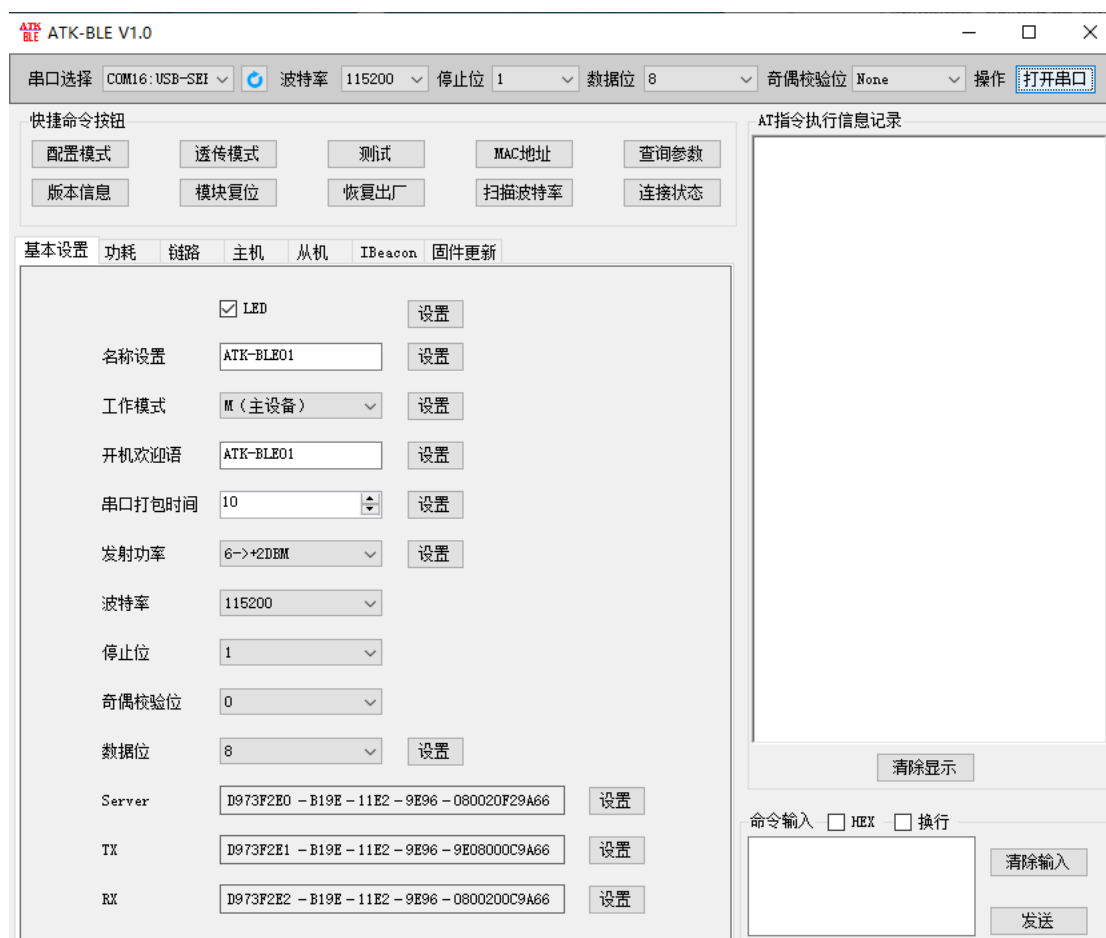 ATK BLE ATK-BLE V1.0
串口选择 COM16:USB-SEI 波特率 115200 停止位 1 数据位 8 奇偶校验位 None 操作 打开串口
快捷命令按钮
配置模式 透传模式 测试 MAC地址 查询参数
版本信息 模块复位 恢复出厂 扫描波特率 连接状态
基本设置 功耗 链路 主机 从机 IBeacon 固件更新
LED 设置
名称设置 ATK-BLE01 设置
工作模式 M（主设备） 设置
开机欢迎语 ATK-BLE01 设置
串口打包时间 10 设置
发射功率 6->+2DBM 设置
波特率 115200
停止位 1
奇偶校验位 0
数据位 8 设置
Server D973F2E0 -B19E -11E2 -9E96 -080020F29A66 设置
TX D973F2E1 -B19E -11E2 -9E96 -9E08000C9A66 设置
RX D973F2E2 -B19E -11E2 -9E96 -0800200C9A66 设置
AT指令执行信息记录
清除显示
命令输入 HEX 换行
清除输入
发送